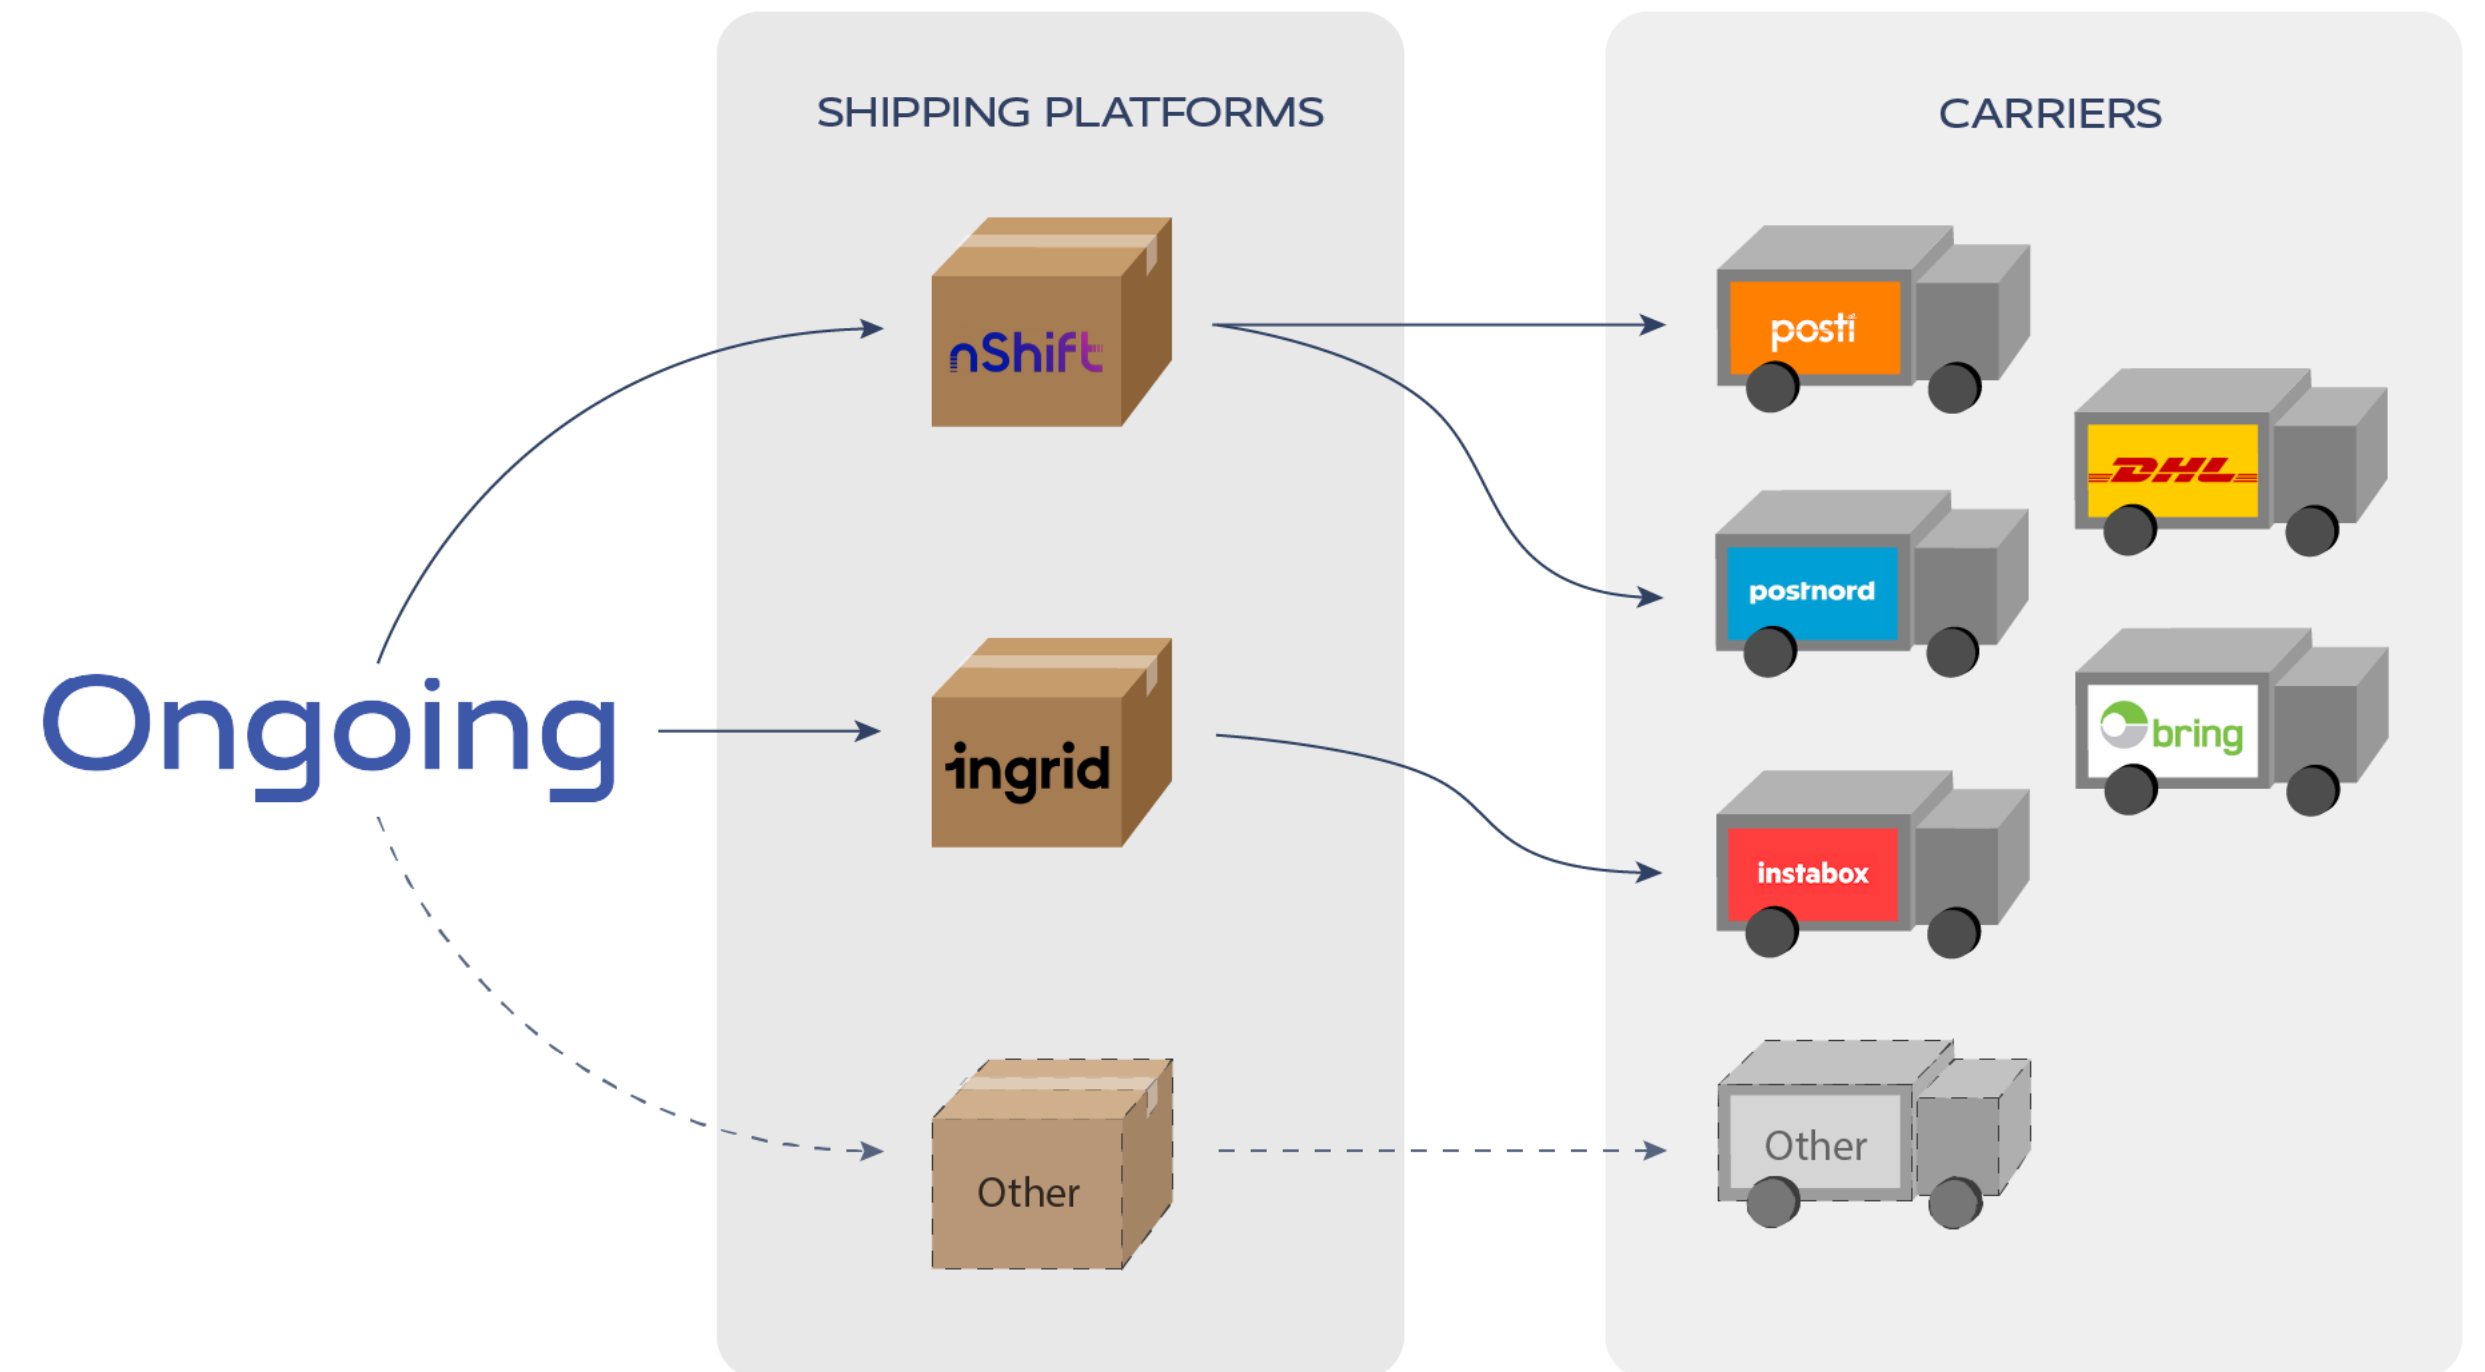 SHIPPING PLATFORMS
CARRIERS
nShift
posti
DHL
postnord
Ongoing
ingrid
bring
instabox
Other
Other